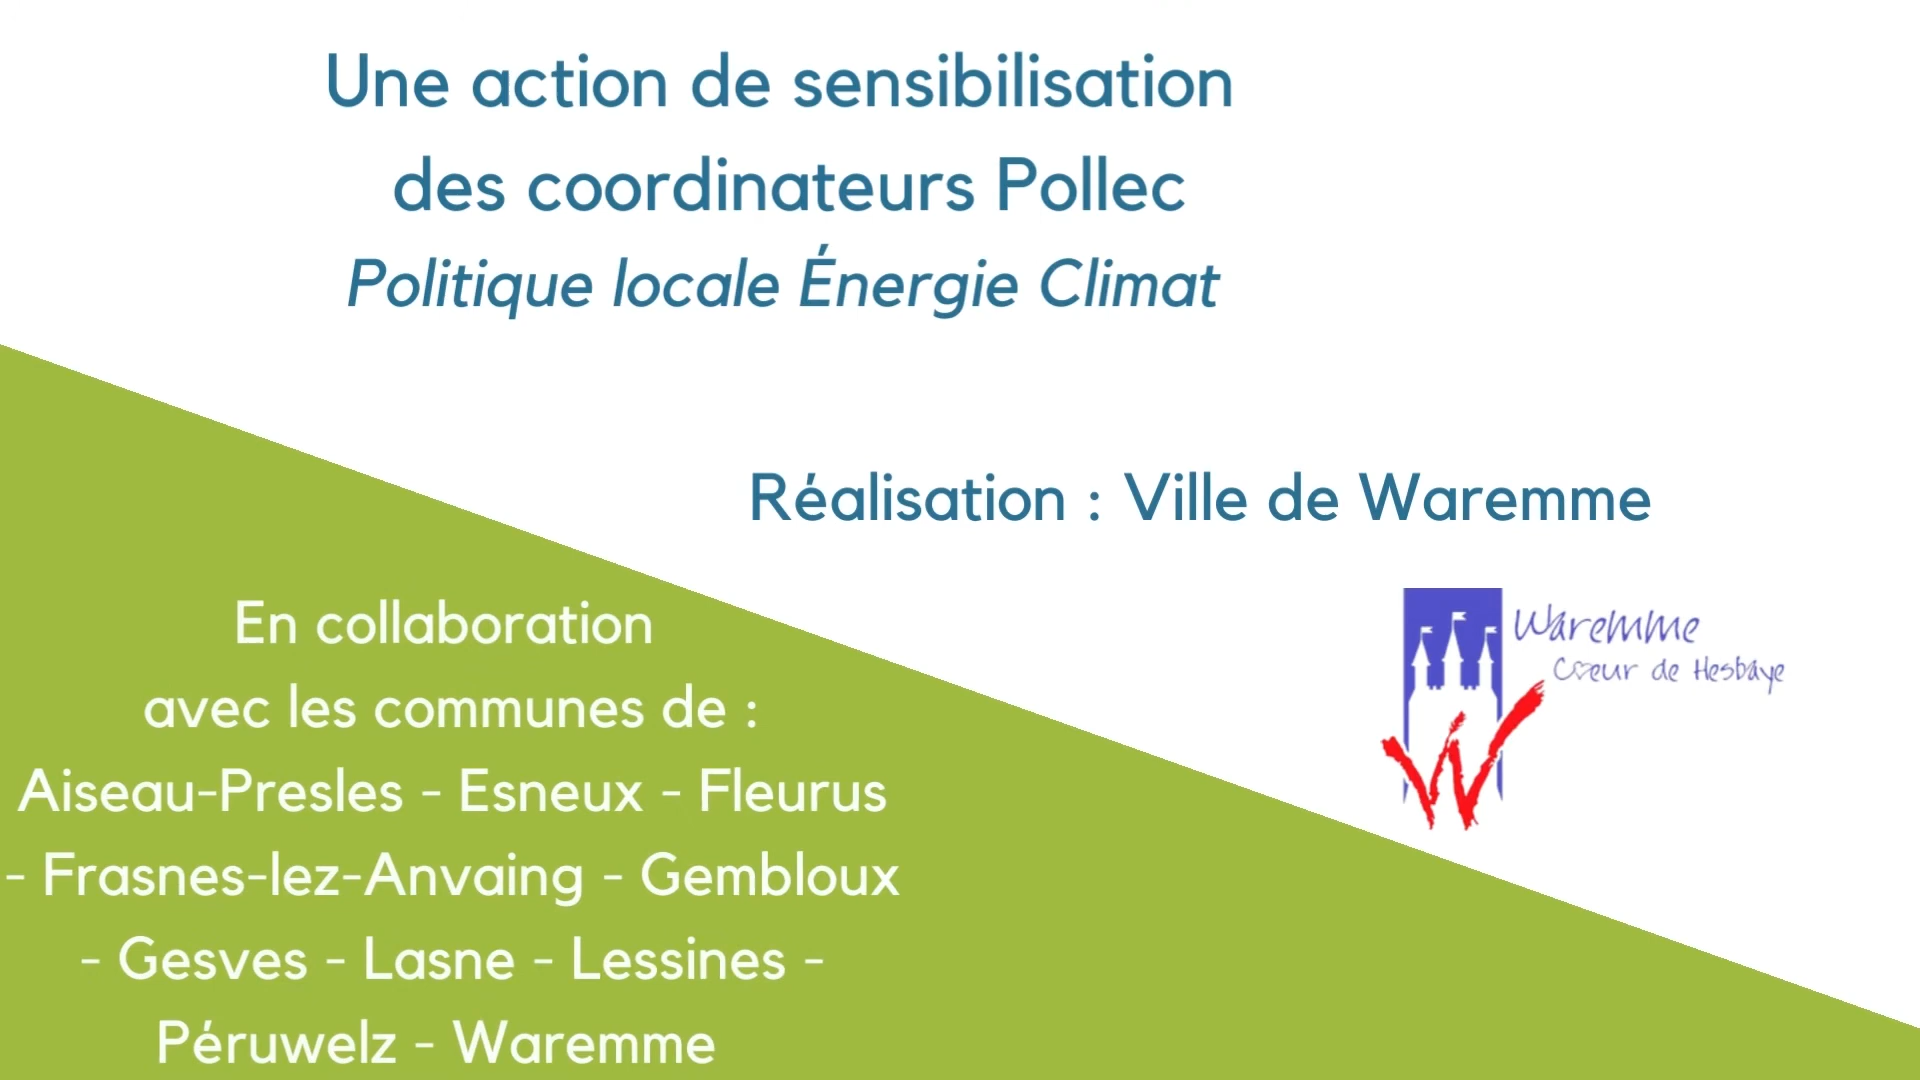 Une action de sensibilisation
des coordinateurs Pollec
Politique locale Énergie Climat
Réalisation : Ville de Waremme
Waremme
Cœur de Hesbaye
W
En collaboration
avec les communes de :
Aiseau-Presles - Esneux - Fleurus
- Frasnes-lez-Anvaing - Gembloux
- Gesves - Lasne - Lessines -
Péruwelz - Waremme